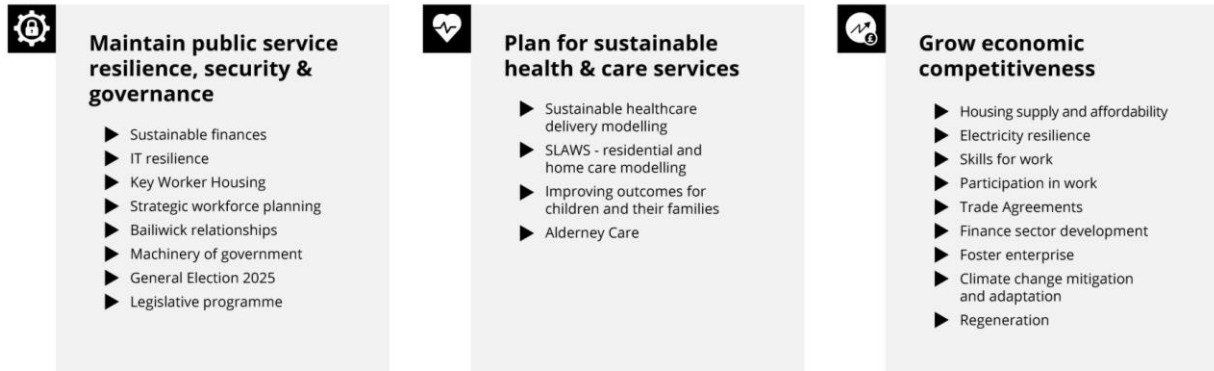 Maintain public service
resilience, security &
governance
Sustainable finances
IT resilience
Key Worker Housing
Strategic workforce planning
Bailiwick relationships
Machinery of government
General Election 2025
Legislative programme
Plan for sustainable
health & care services
Sustainable healthcare
delivery modelling
SLAWS - residential and
home care modelling
Improving outcomes for
children and their families
Alderney Care
Grow economic
competitiveness
Housing supply and affordability
Electricity resilience
Skills for work
Participation in work
Trade Agreements
Finance sector development
Foster enterprise
Climate change mitigation
and adaptation
Regeneration